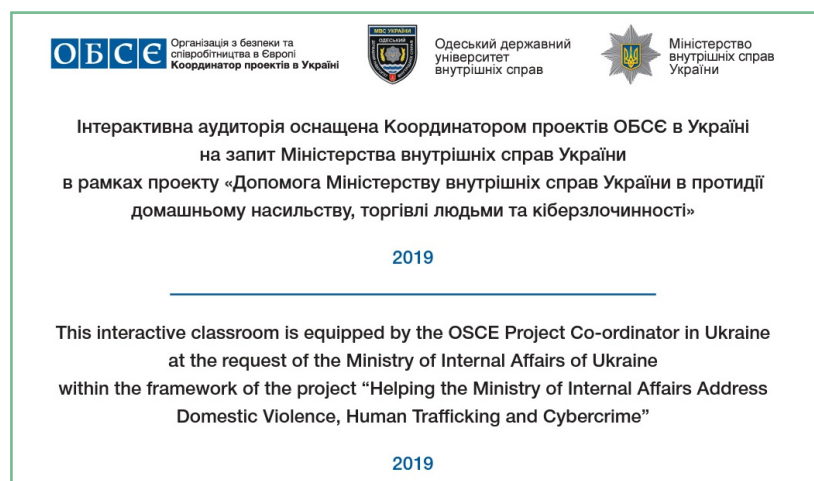 ОБСЄ
Організація з безпеки та
співробітництва в Європі
Координатор проектів в Україні
МВС УКРАЇНИ
ОДЕСЬКИЙ
Одеський державний
університет
внутрішніх справ
Міністерство
внутрішніх справ
України
Інтерактивна аудиторія оснащена Координатором проектів ОБСЄ в Україні
на запит Міністерства внутрішніх справ України
в рамках проекту «Допомога Міністерству внутрішніх справ України в протидії
домашньому насильству, торгівлі людьми та кіберзлочинності»
2019
This interactive classroom is equipped by the OSCE Project Co-ordinator in Ukraine
at the request of the Ministry of Internal Affairs of Ukraine
within the framework of the project “Helping the Ministry of Internal Affairs Address
Domestic Violence, Human Trafficking and Cybercrime”
2019